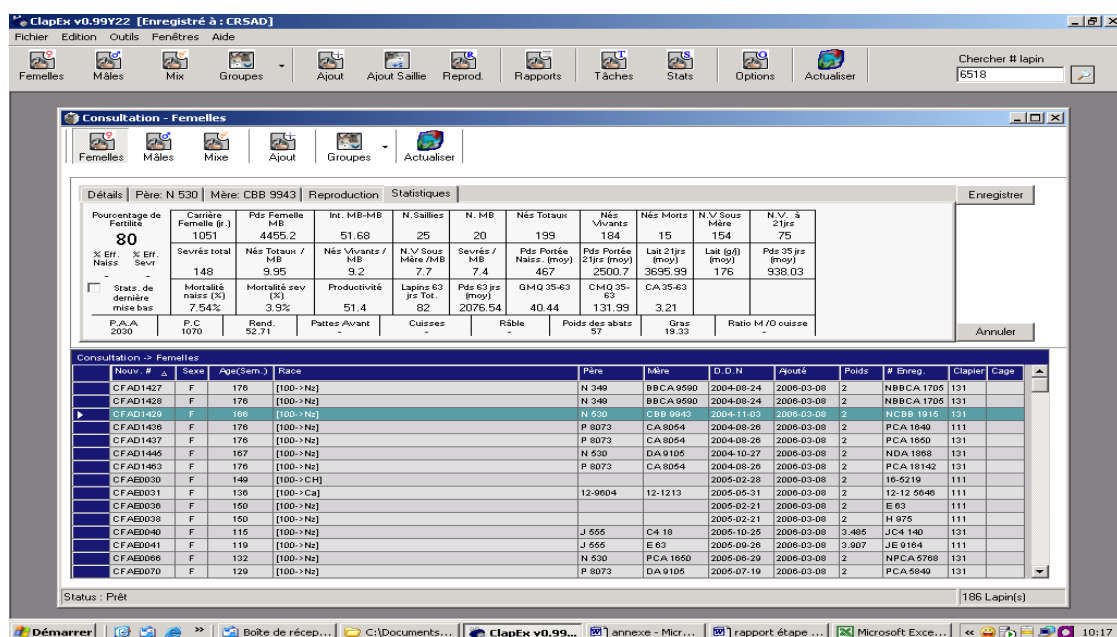 ClapEx v0.99Y22 [Enregistré à : CRSAD]
Fichier Edition Outils Fenêtres Aide
Femelles Mâles Mix Groupes Ajout Ajout Saillie Reprod. Rapports Tâches Stats Options Actualiser
Chercher # lapin
6518
Consultation - Femelles
Femelles Mâles Mixe Ajout Groupes Actualiser
Détails Père: N 530 Mère: CBB 9943 Reproduction Statistiques
Enregistrer
Pourcentage de Fertilité Carrière Femelle (jr.) Pds Femelle MB Int. MB-MB N. Saillies N. MB Nés Totaux Nés Vivants Nés Morts N.V Sous Mère N.V. à 21jrs
80 1051 4455.2 51.68 25 20 199 184 15 154 75
% Eff. Naiss % Eff. Sevr Sevrés total Nés Totaux / MB Nés Vivants / MB N.V Sous Mère /MB Sevrés / MB Pds Portée Naiss. (moy) Pds Portée 21jrs (moy) Lait 21jrs (moy) Lait (g/j) (moy) Pds 35 jrs (moy)
- - 148 9.95 9.2 7.7 7.4 467 2500.7 3695.99 176 938.03
Stats. de dernière mise bas Mortalité naiss (%) Mortalité sev (%) Productivité Lapins 63 jrs Tot. Pds 63 jrs (moy) GMQ 35-63 CMQ 35-63 CA 35-63
7.54% 3.9% 51.4 82 2076.54 40.44 131.99 3.21
P.A.A P.C Rend. Pattes Avant Cuisses Râble Poids des abats Gras Ratio M /O cuisse
2030 1070 52.71 - - - 57 19.33 -
Annuler
Consultation -> Femelles
Nouv. # Sexe Age(Sem.) Race Père Mère D.D.N Ajouté Poids # Enreg. Clapier Cage
CFAD1427 F 176 [100->Nz] N 349 BBCA 9590 2004-08-24 2006-03-08 2 NBBCA 1705 131
CFAD1428 F 176 [100->Nz] N 349 BBCA 9590 2004-08-24 2006-03-08 2 NBBCA 1705 131
CFAD1429 F 166 [100->Nz] N 530 CBB 9943 2004-11-03 2006-03-08 2 NCBB 1915 131
CFAD1436 F 176 [100->Nz] P 8073 CA 8054 2004-08-26 2006-03-08 2 PCA 1649 111
CFAD1437 F 176 [100->Nz] P 8073 CA 8054 2004-08-26 2006-03-08 2 PCA 1650 131
CFAD1445 F 167 [100->Nz] N 530 DA 9105 2004-10-27 2006-03-08 2 NDA 1868 131
CFAD1463 F 176 [100->Nz] P 8073 CA 8054 2004-08-26 2006-03-08 2 PCA 18142 131
CFAE0030 F 149 [100->CH] 2005-02-28 2006-03-08 2 16-5219 111
CFAE0031 F 136 [100->Ca] 12-9604 12-1213 2005-05-31 2006-03-08 2 12-12 5646 111
CFAE0036 F 150 [100->Nz] 2005-02-21 2006-03-08 2 E 63 111
CFAE0038 F 150 [100->Nz] 2005-02-21 2006-03-08 2 H 975 111
CFAE0040 F 115 [100->Nz] J 555 C4 18 2005-10-25 2006-03-08 3.485 JC4 140 131
CFAE0041 F 119 [100->Nz] J 555 E 63 2005-09-26 2006-03-08 3.907 JE 9164 111
CFAE0066 F 132 [100->Nz] N 530 PCA 1650 2005-06-29 2006-03-08 2 NPCA 5768 131
CFAE0070 F 129 [100->Nz] P 8073 DA 9105 2005-07-19 2006-03-08 2 PCA 5849 131
Status : Prêt 186 Lapin(s)
Démarrer Boîte de récep... C:\Documents... ClapEx v0.99... annexe - Micr... rapport étape ... Microsoft Exce... 10:17